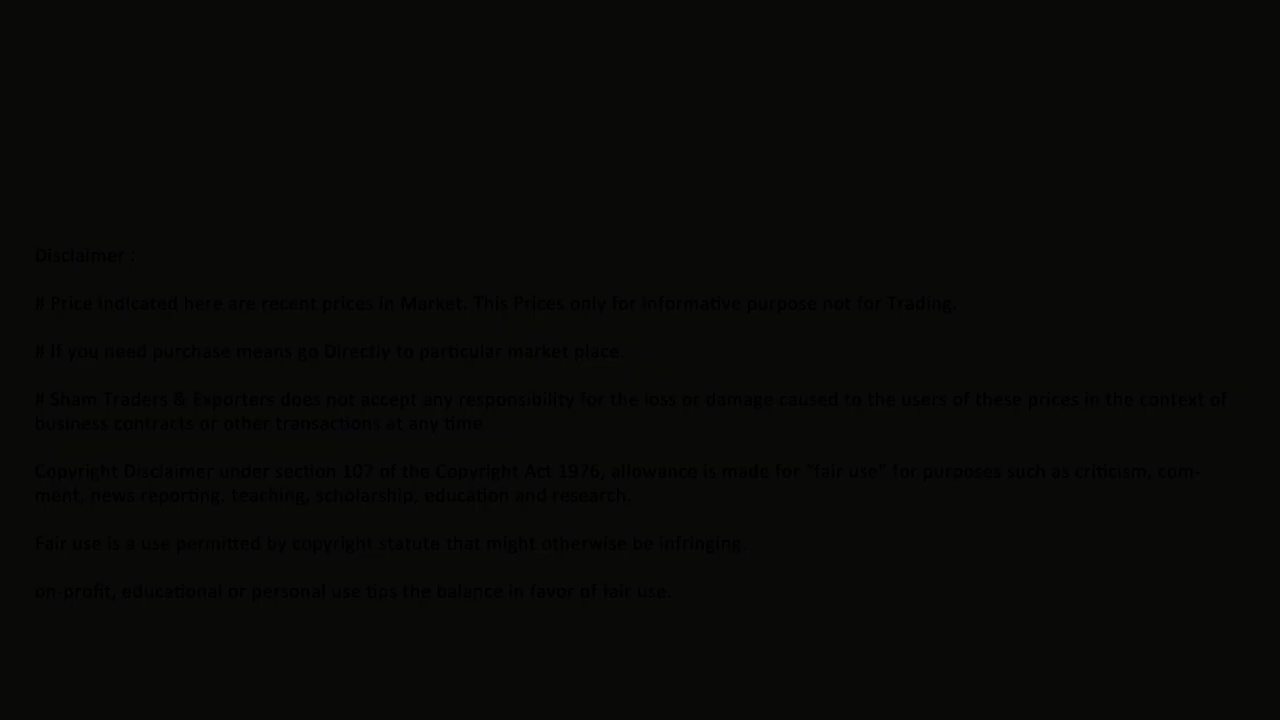 Disclaimer :
# Price indicated here are recent prices in Market. This Prices only for informative purpose not for Trading.
# If you need purchase means go Directly to particular market place.
# Sham Traders & Exporters does not accept any responsibility for the loss or damage caused to the users of these prices in the context of
business contracts or other transactions at any time
Copyright Disclaimer under section 107 of the Copyright Act 1976, allowance is made for "fair use" for purposes such as criticism, com-
ment, news reporting, teaching, scholarship, education and research.
Fair use is a use permitted by copyright statute that might otherwise be infringing.
on-profit, educational or personal use tips the balance in favor of fair use.